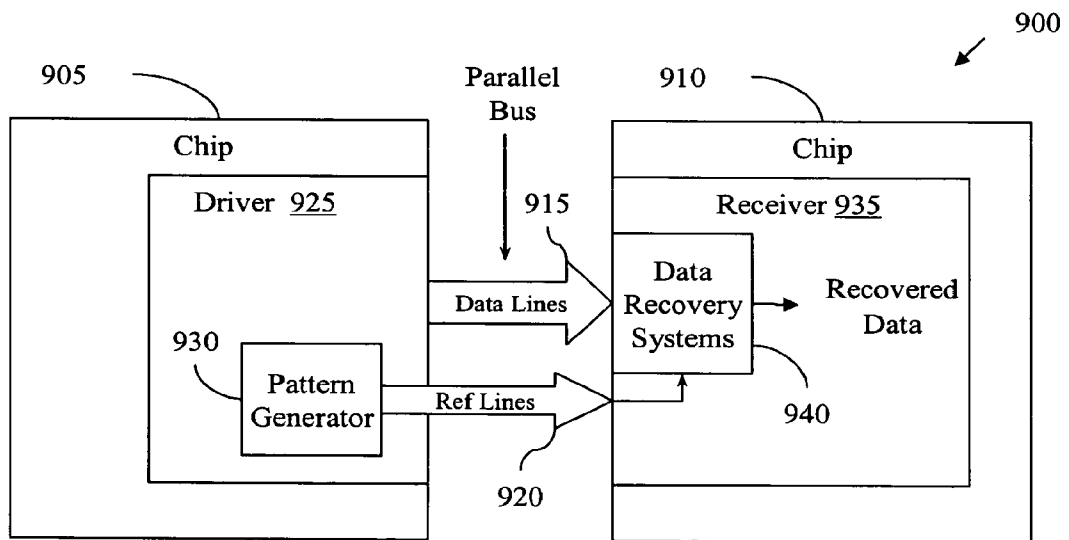 900
905
Parallel
Bus
910
Chip
Chip
Driver 925
915
Receiver 935
Data Lines
Data
Recovery
Systems
Recovered
Data
930
Pattern
Generator
Ref Lines
940
920